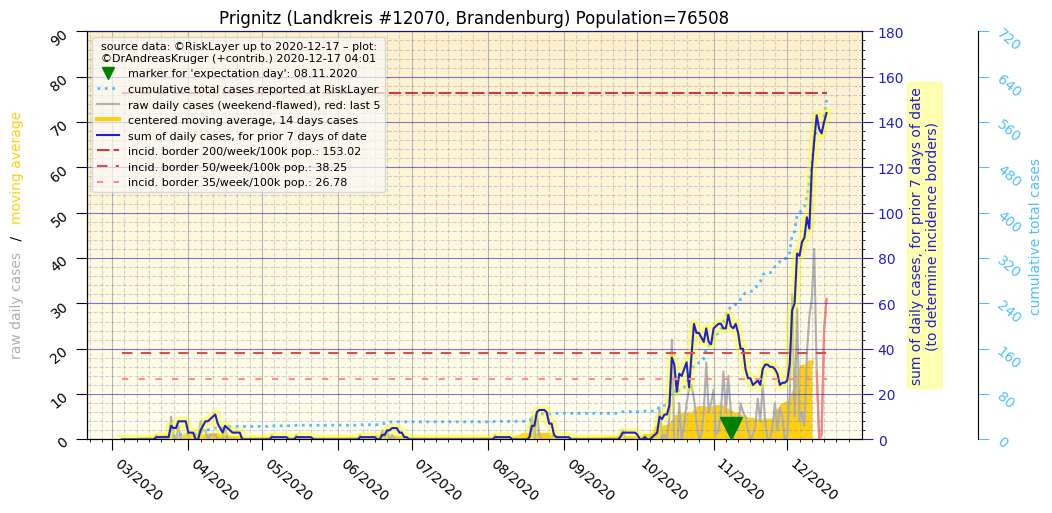 Prignitz (Landkreis #12070, Brandenburg) Population=76508
source data: ©RiskLayer up to 2020-12-17 – plot:
©DrAndreasKruger (+contrib.) 2020-12-17 04:01
marker for 'expectation day': 08.11.2020
cumulative total cases reported at RiskLayer
raw daily cases (weekend-flawed), red: last 5
centered moving average, 14 days cases
sum of daily cases, for prior 7 days of date
incid. border 200/week/100k pop.: 153.02
incid. border 50/week/100k pop.: 38.25
incid. border 35/week/100k pop.: 26.78
raw daily cases / moving average
90
80
70
60
50
40
30
20
10
0
03/2020
04/2020
05/2020
06/2020
07/2020
08/2020
09/2020
10/2020
11/2020
12/2020
180
160
140
120
100
80
60
40
20
0
sum of daily cases, for prior 7 days of date
(to determine incidence borders)
720
640
560
480
400
320
240
160
80
0
cumulative total cases